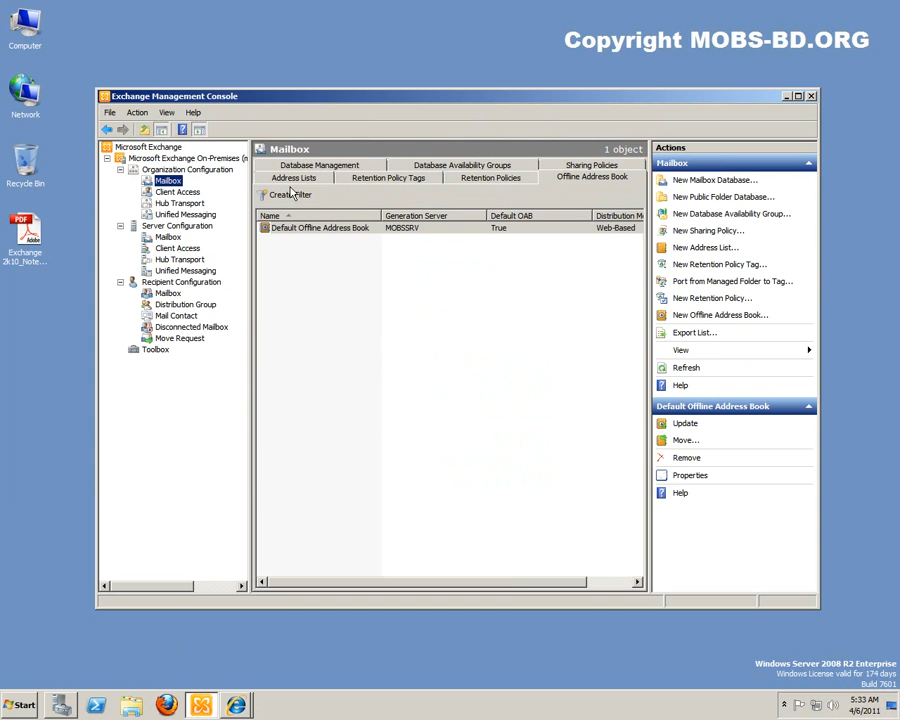 Computer
Network
Recycle Bin
Exchange
2k10_Note...
Copyright MOBS-BD.ORG
Exchange Management Console
File Action View Help
Microsoft Exchange
Microsoft Exchange On-Premises (n
Organization Configuration
Mailbox
Client Access
Hub Transport
Unified Messaging
Server Configuration
Mailbox
Client Access
Hub Transport
Unified Messaging
Recipient Configuration
Mailbox
Distribution Group
Mail Contact
Disconnected Mailbox
Move Request
Toolbox
Mailbox 1 object
Database Management Database Availability Groups Sharing Policies
Address Lists Retention Policy Tags Retention Policies Offline Address Book
Create Filter
Name Generation Server Default OAB Distribution M
Default Offline Address Book MOBSSRV True Web-Based
Actions
Mailbox
New Mailbox Database...
New Public Folder Database...
New Database Availability Group...
New Sharing Policy...
New Address List...
New Retention Policy Tag...
Port from Managed Folder to Tag...
New Retention Policy...
New Offline Address Book...
Export List...
View
Refresh
Help
Default Offline Address Book
Update
Move...
Remove
Properties
Help
Windows Server 2008 R2 Enterprise
Windows License valid for 174 days
Build 7601
Start
5:33 AM
4/6/2011